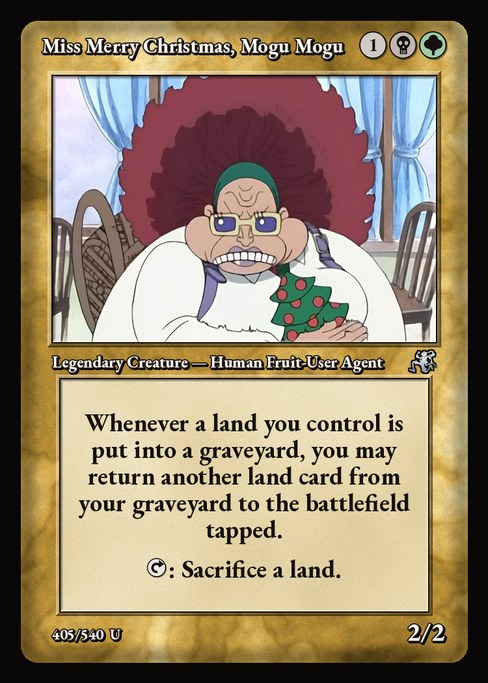 Miss Merry Christmas, Mogu Mogu 1
Legendary Creature — Human Fruit-User Agent
Whenever a land you control is
put into a graveyard, you may
return another land card from
your graveyard to the battlefield
tapped.
: Sacrifice a land.
405/540 U
2/2